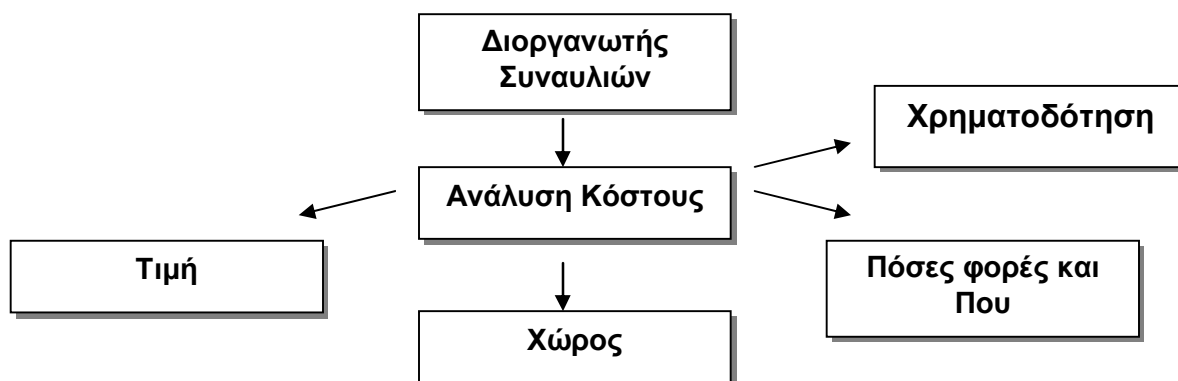 Διοργανωτής
Συναυλιών
Χρηματοδότηση
Ανάλυση Κόστους
Τιμή
Πόσες φορές και
Που
Χώρος